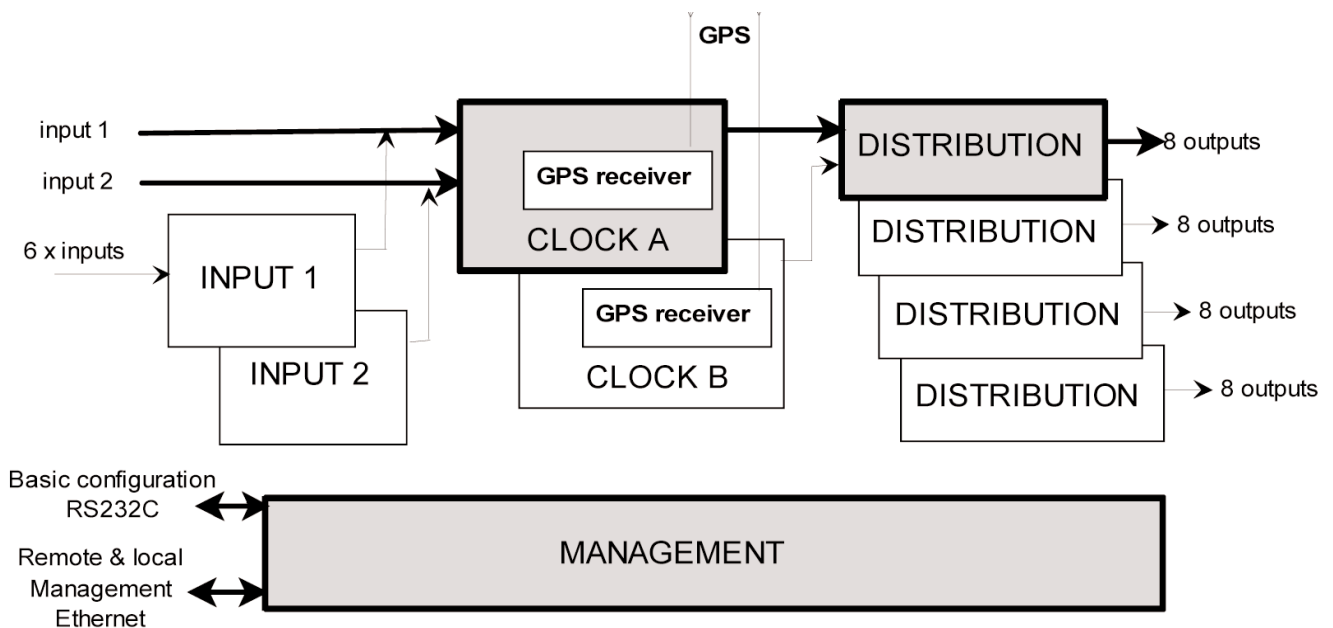 GPS
input 1
input 2
6 x inputs
INPUT 1
INPUT 2
GPS receiver
CLOCK A
GPS receiver
CLOCK B
DISTRIBUTION
8 outputs
DISTRIBUTION
8 outputs
DISTRIBUTION
8 outputs
DISTRIBUTION
8 outputs
Basic configuration
RS232C
Remote & local
Management
Ethernet
MANAGEMENT